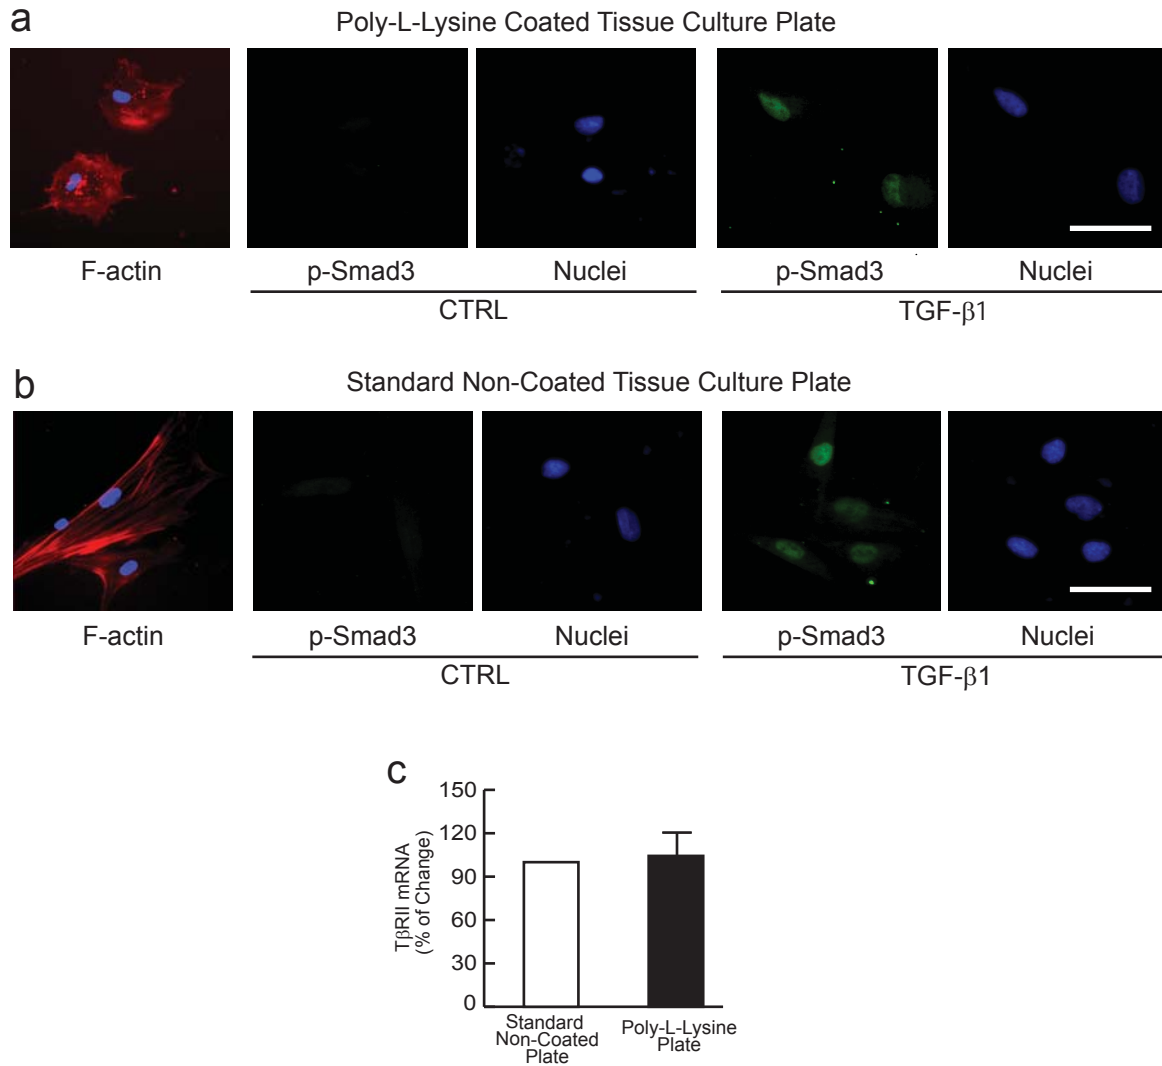 a
Poly-L-Lysine Coated Tissue Culture Plate
F-actin
p-Smad3
Nuclei
CTRL
p-Smad3
Nuclei
TGF-β1
b
Standard Non-Coated Tissue Culture Plate
F-actin
p-Smad3
Nuclei
CTRL
p-Smad3
Nuclei
TGF-β1
c
TβRII mRNA
(% of Change)
150
120
90
60
30
0
Standard
Non-Coated
Plate
Poly-L-Lysine
Plate